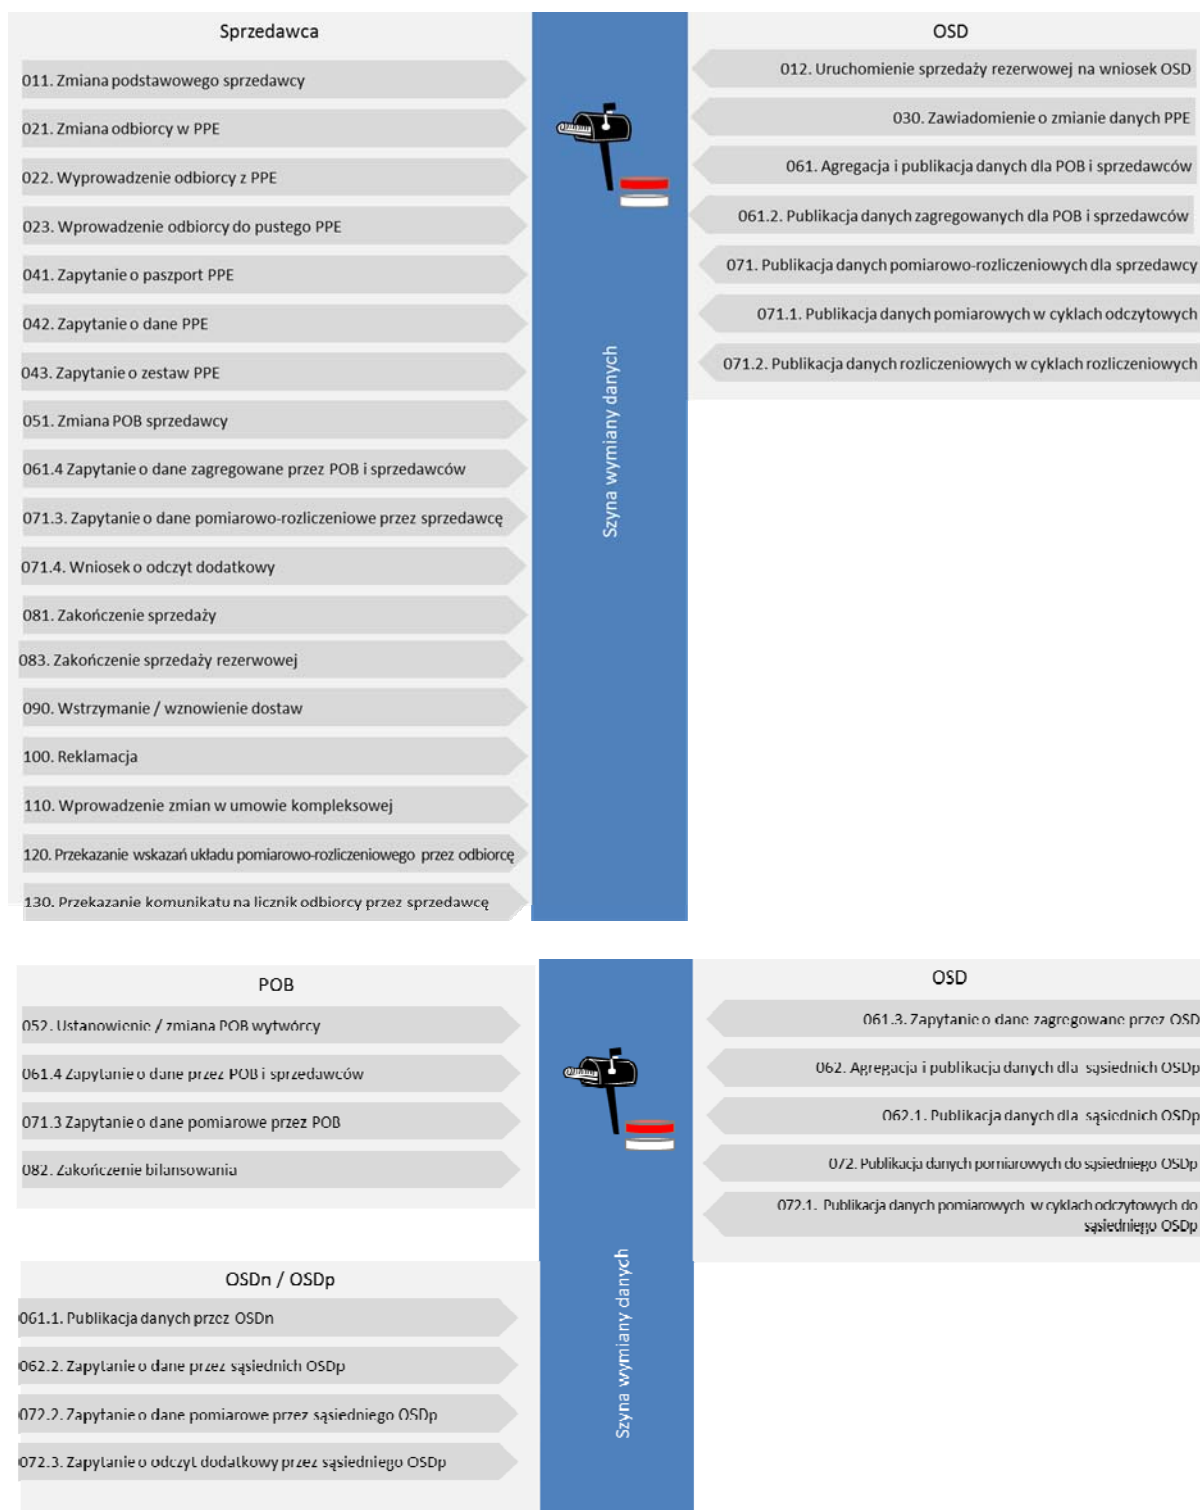 Sprzedawca
011. Zmiana podstawowego sprzedawcy
021. Zmiana odbiorcy w PPE
022. Wyprowadzenie odbiorcy z PPE
023. Wprowadzenie odbiorcy do pustego PPE
041. Zapytanie o paszport PPE
042. Zapytanie o dane PPE
043. Zapytanie o zestaw PPE
051. Zmiana POB sprzedawcy
061.4 Zapytanie o dane zagregowane przez POB i sprzedawców
071.3. Zapytanie o dane pomiarowo-rozliczeniowe przez sprzedawcę
071.4. Wniosek o odczyt dodatkowy
081. Zakończenie sprzedaży
083. Zakończenie sprzedaży rezerwowej
090. Wstrzymanie / wznowienie dostaw
100. Reklamacja
110. Wprowadzenie zmian w umowie kompleksowej
120. Przekazanie wskazań układu pomiarowo-rozliczeniowego przez odbiorcę
130. Przekazanie komunikatu na licznik odbiorcy przez sprzedawcę
Szyna wymiany danych
OSD
012. Uruchomienie sprzedaży rezerwowej na wniosek OSD
030. Zawiadomienie o zmianie danych PPE
061. Agregacja i publikacja danych dla POB i sprzedawców
061.2. Publikacja danych zagregowanych dla POB i sprzedawców
071. Publikacja danych pomiarowo-rozliczeniowych dla sprzedawcy
071.1. Publikacja danych pomiarowych w cyklach odczytowych
071.2. Publikacja danych rozliczeniowych w cyklach rozliczeniowych
POB
052. Ustanowienie / zmiana POB wytwórcy
061.4 Zapytanie o dane przez POB i sprzedawców
071.3 Zapytanie o dane pomiarowe przez POB
082. Zakończenie bilansowania
OSDn / OSDp
061.1. Publikacja danych przez OSDn
062.2. Zapytanie o dane przez sąsiednich OSDp
072.2. Zapytanie o dane pomiarowe przez sąsiedniego OSDp
072.3. Zapytanie o odczyt dodatkowy przez sąsiedniego OSDp
Szyna wymiany danych
OSD
061.3. Zapytanie o dane zagregowane przez OSD
062. Agregacja i publikacja danych dla sąsiednich OSDp
062.1. Publikacja danych dla sąsiednich OSDp
072. Publikacja danych pomiarowych do sąsiedniego OSDp
072.1. Publikacja danych pomiarowych w cyklach odczytowych do
sąsiedniego OSDp